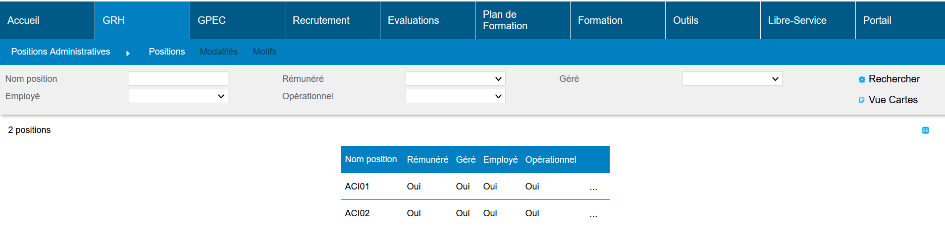 Accueil GRH GPEC Recrutement Evaluations Plan de Formation Formation Outils Libre-Service Portail
Positions Administratives Positions Modalités Motifs
Nom position Rémunéré Géré Rechercher
Employé Opérationnel Vue Cartes
2 positions
Nom position Rémunéré Géré Employé Opérationnel
ACI01 Oui Oui Oui Oui ...
ACI02 Oui Oui Oui Oui ...